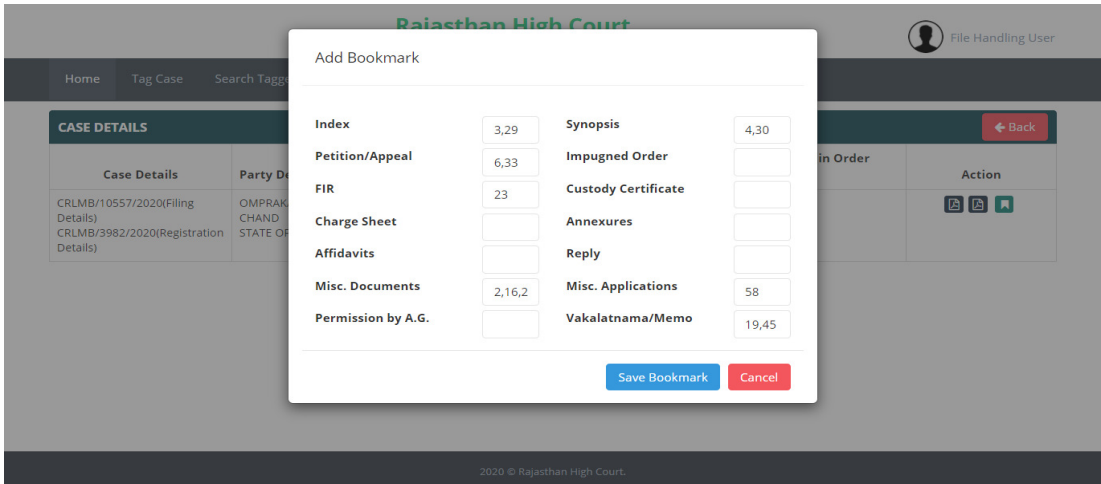 Rajasthan High Court
File Handling User
Home Tag Case Search Tagge
Add Bookmark
CASE DETAILS
Back
Case Details Party De in Order Action
CRLMB/10557/2020(Filing
Details)
CRLMB/3982/2020(Registration
Details)
OMPRAK
CHAND
STATE OF
Index 3,29 Synopsis 4,30
Petition/Appeal 6,33 Impugned Order
FIR 23 Custody Certificate
Charge Sheet Annexures
Affidavits Reply
Misc. Documents 2,16,2 Misc. Applications 58
Permission by A.G. Vakalatnama/Memo 19,45
Save Bookmark Cancel
2020 © Rajasthan High Court.